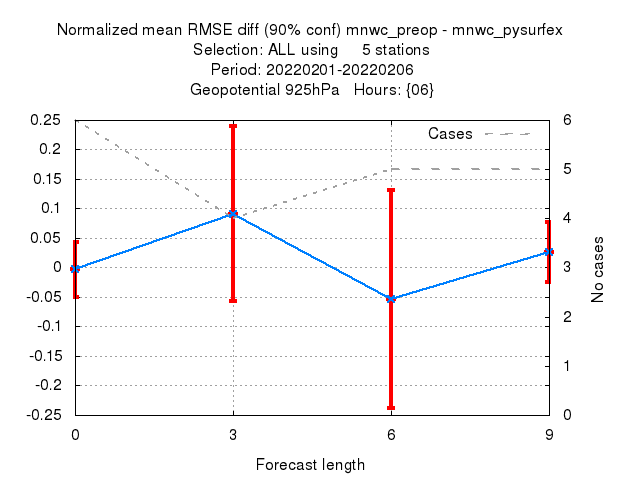 Normalized mean RMSE diff (90% conf) mnwc_preop - mnwc_pysurfex
Selection: ALL using 5 stations
Period: 20220201-20220206
Geopotential 925hPa Hours: {06}
Cases
0.25
0.2
0.15
0.1
0.05
0
-0.05
-0.1
-0.15
-0.2
-0.25
6
5
4
3
2
1
0
No cases
0 3 6 9
Forecast length